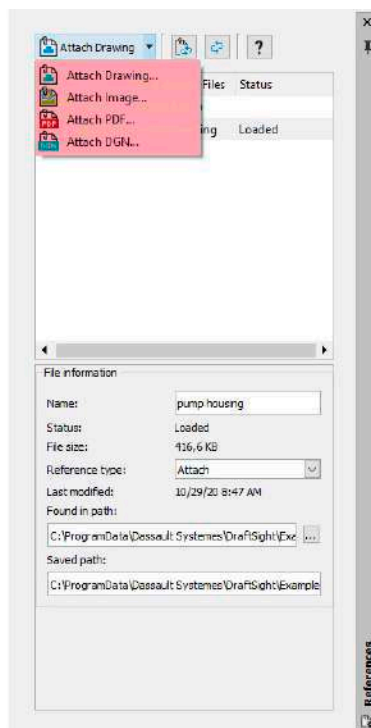 Attach Drawing
?
Attach Drawing...
Attach Image...
Attach PDF...
Attach DGN...
Files Status
ing Loaded
File information
Name: pump housing
Status: Loaded
File size: 416,6 KB
Reference type: Attach
Last modified: 10/29/20 8:47 AM
Found in path:
C:\ProgramData\Dassault Systemes\DraftSight\Exa ...
Saved path:
C:\ProgramData\Dassault Systemes\DraftSight\Example
References